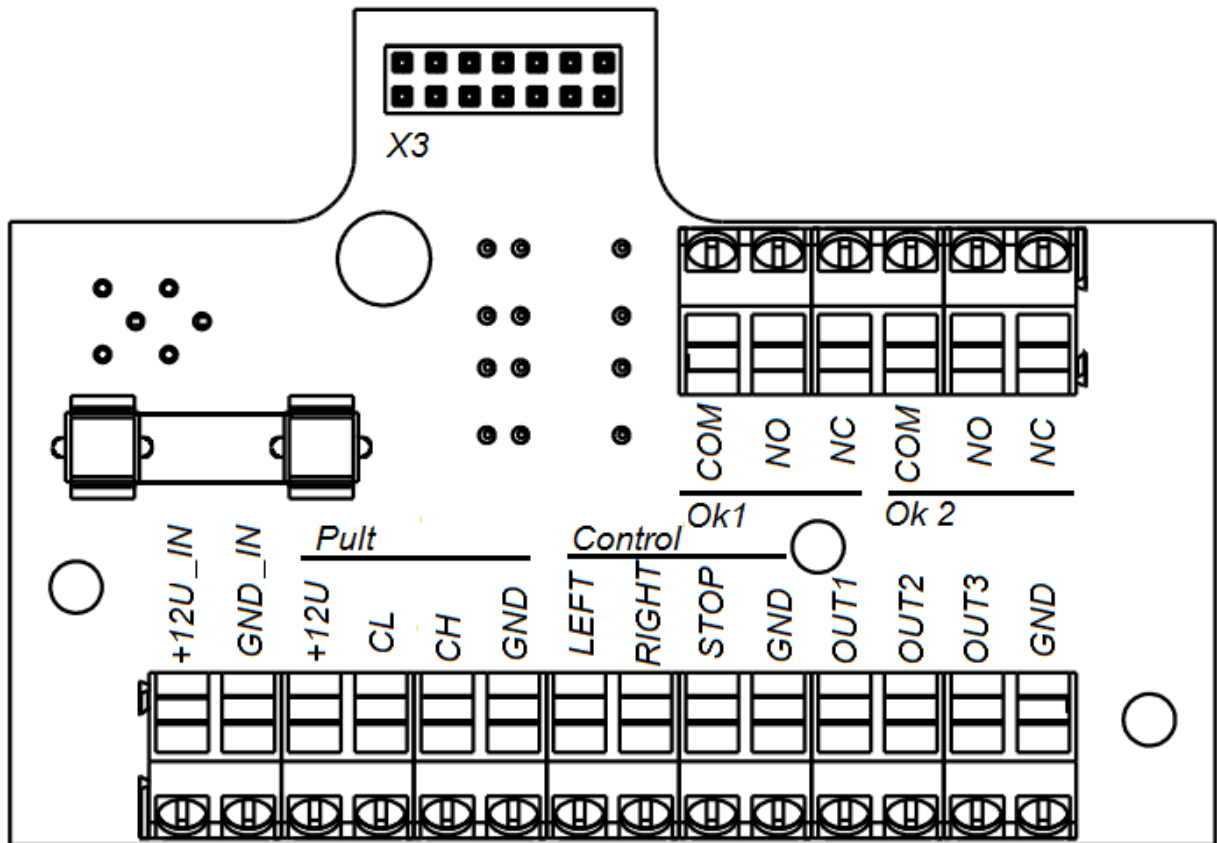 X3
COM NO NC COM NO NC
Ok1 Ok 2
Pult Control
+12U_IN GND_IN +12U CL CH GND LEFT RIGHT STOP GND OUT1 OUT2 OUT3 GND